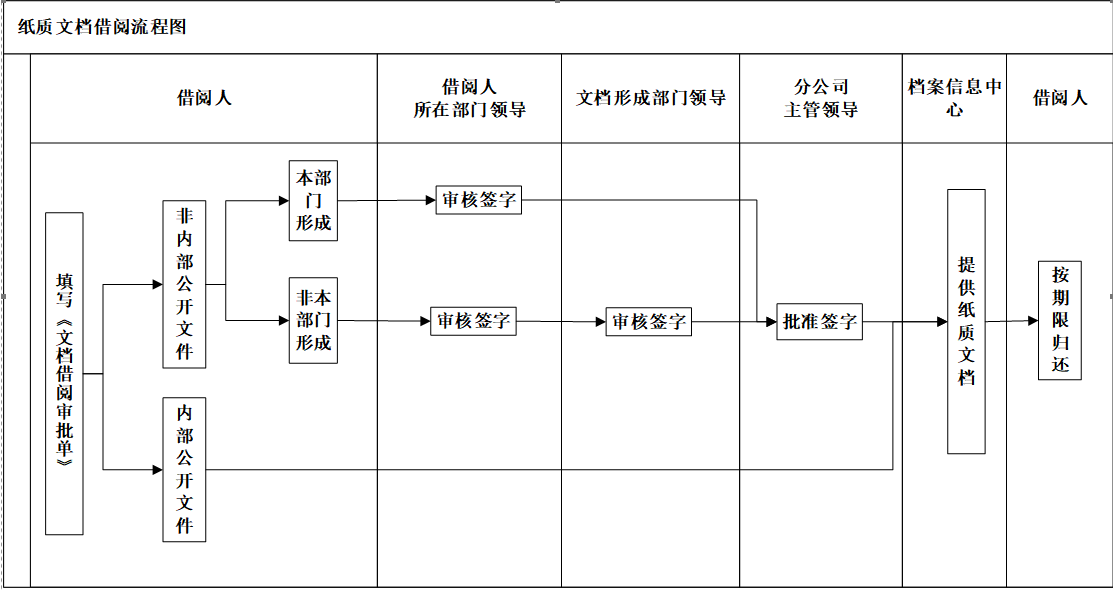 纸质文档借阅流程图
借阅人
借阅人
所在部门领导
文档形成部门领导
分公司
主管领导
档案信息中
心
借阅人
填写《文档借阅审批单》
非内部公开文件
内部公开文件
本部
门
形成
非本
部门
形成
审核签字
审核签字
审核签字
批准签字
提供纸质文档
按期限归还